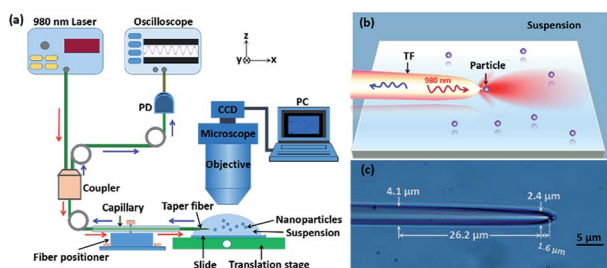 (a)
980 nm Laser
Oscilloscope
z
y
x
PD
CCD
PC
Microscope
Objective
Coupler
Capillary
Taper fiber
Nanoparticles
Suspension
Fiber positioner
Slide
Translation stage
(b)
Suspension
TF
Particle
980 nm
(c)
4.1 μm
2.4 μm
26.2 μm
1.6 μm
5 μm